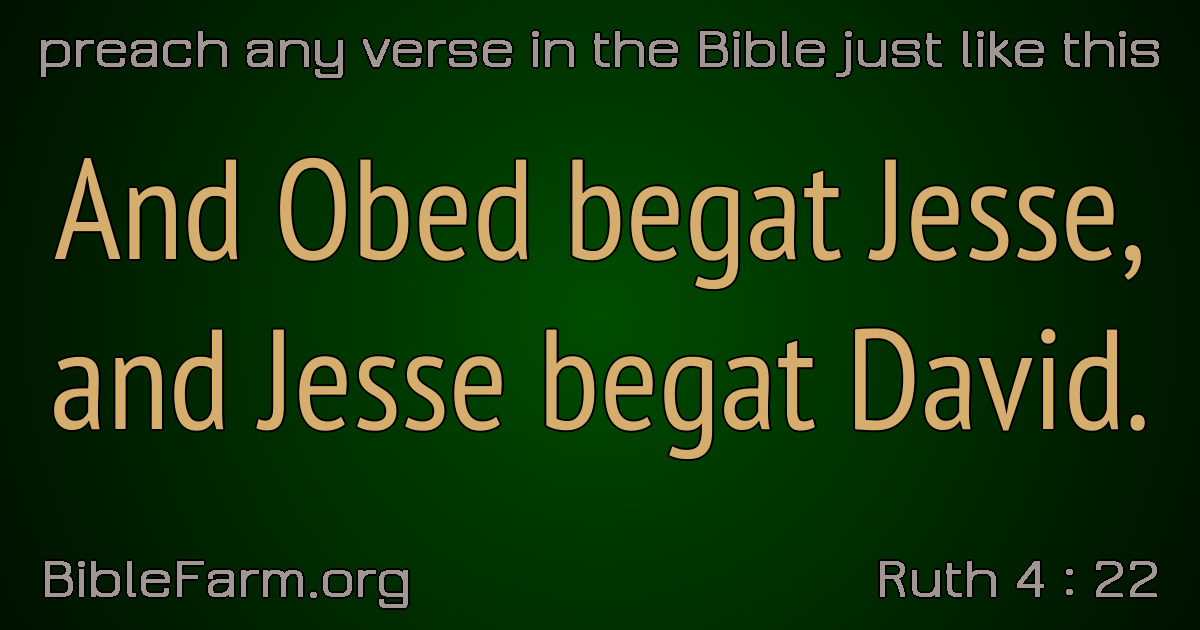 preach any verse in the Bible just like this
And Obed begat Jesse,
and Jesse begat David.
BibleFarm.org
Ruth 4 : 22